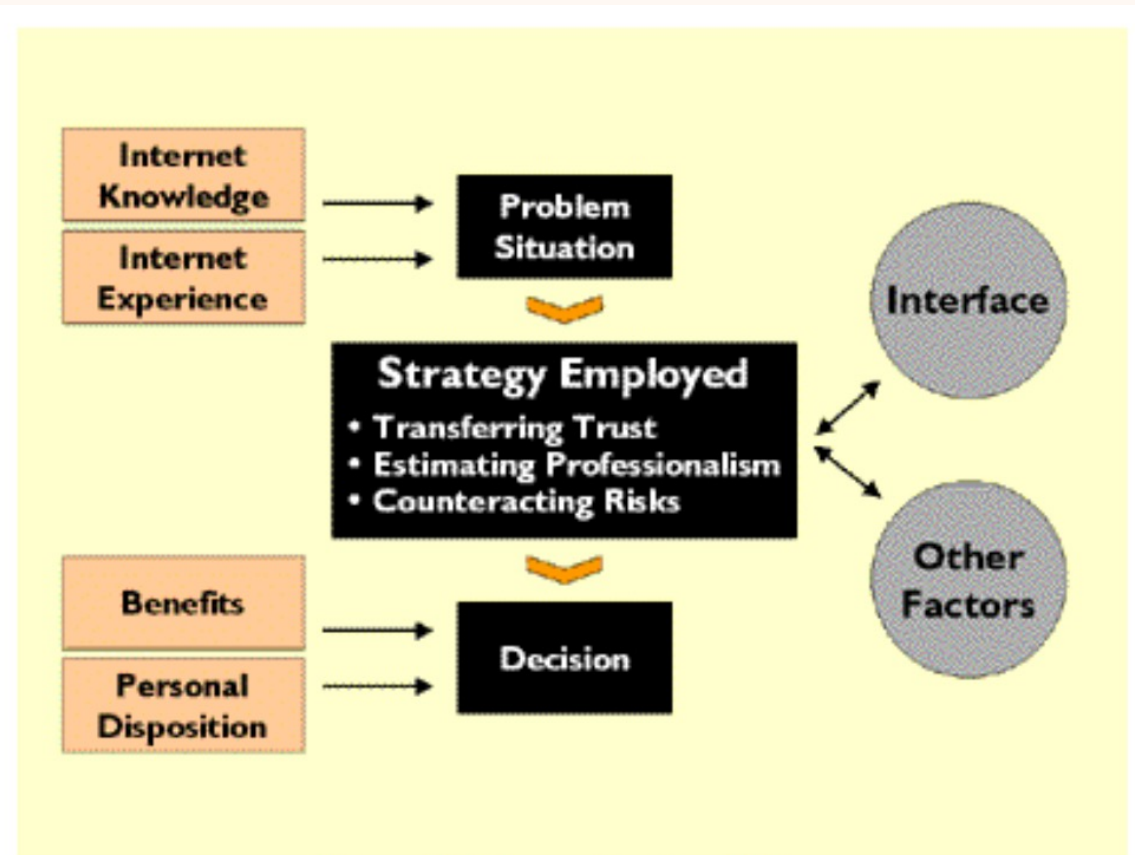 Internet
Knowledge
Internet
Experience
Problem
Situation
Strategy Employed
• Transferring Trust
• Estimating Professionalism
• Counteracting Risks
Interface
Other
Factors
Benefits
Personal
Disposition
Decision